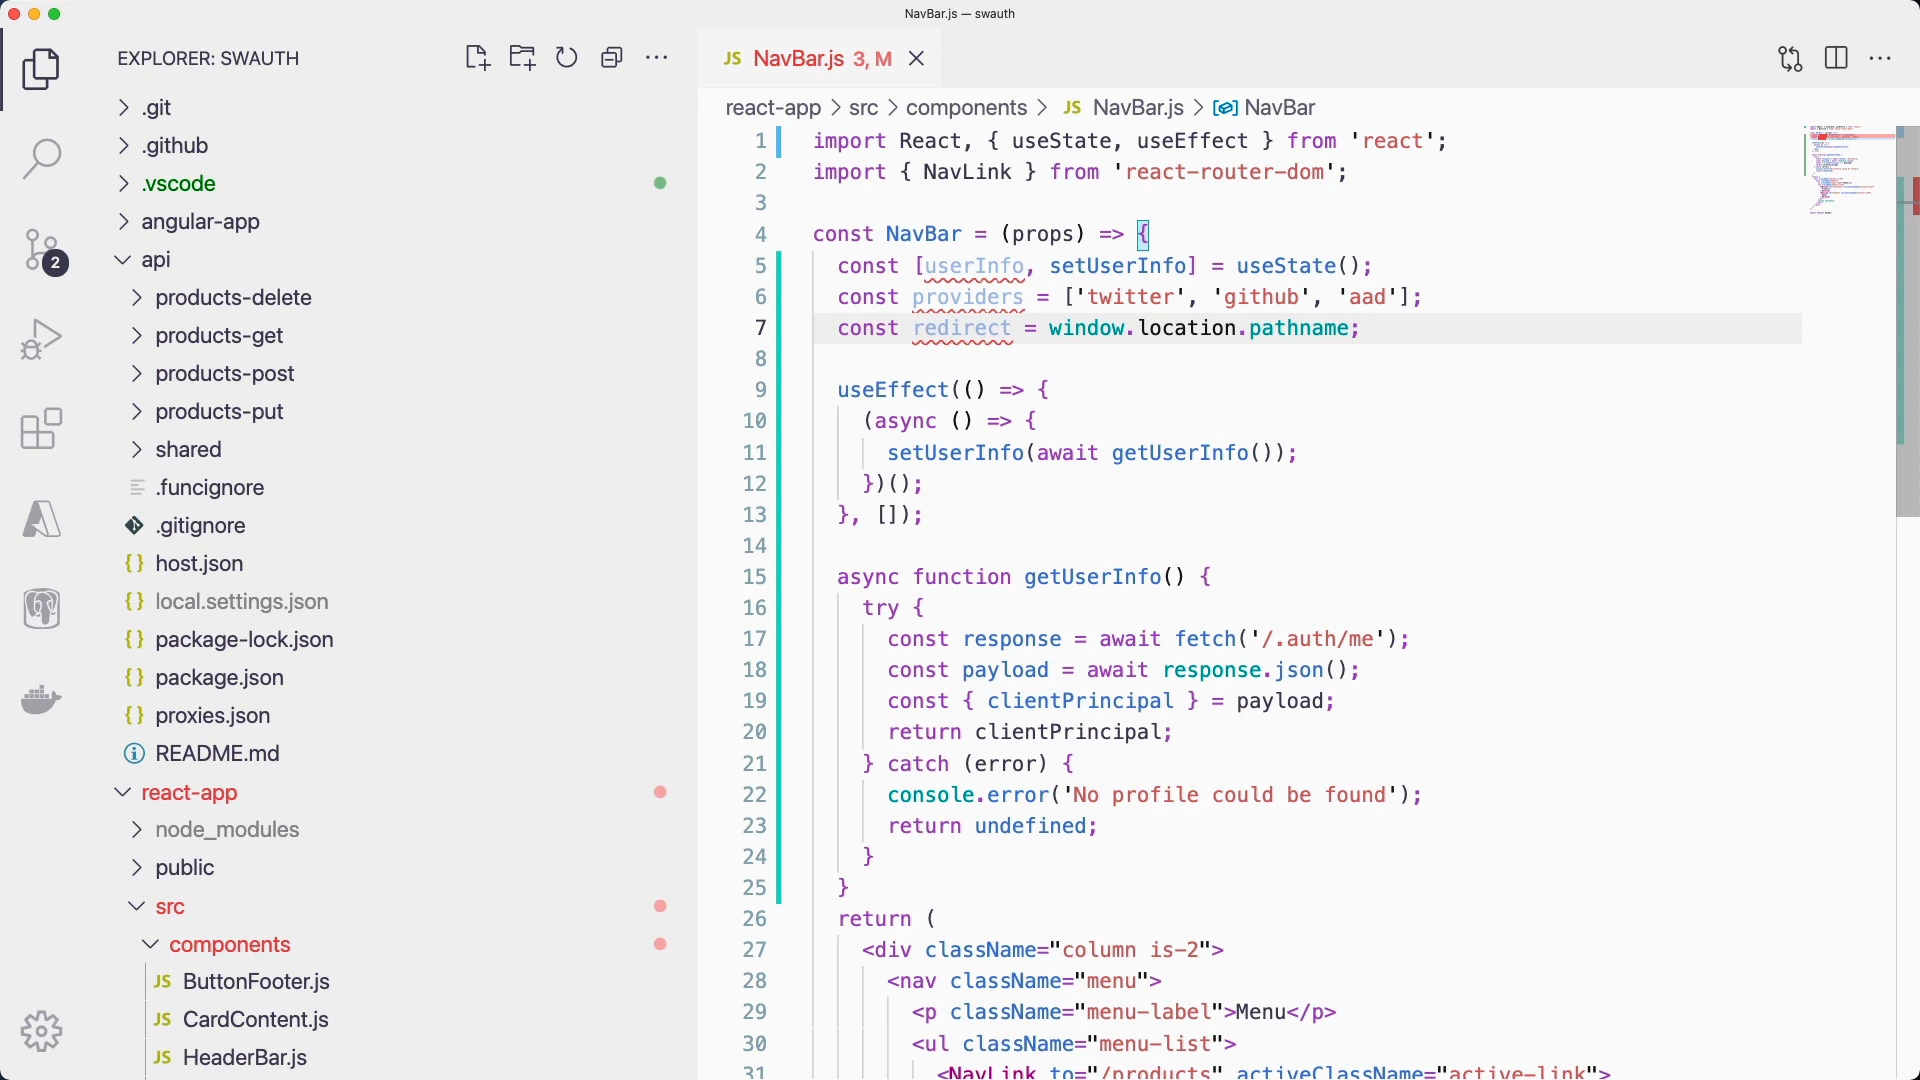 NavBar.js — swauth
EXPLORER: SWAUTH
.git
.github
.vscode
angular-app
api
products-delete
products-get
products-post
products-put
shared
.funcignore
.gitignore
{} host.json
{} local.settings.json
{} package-lock.json
{} package.json
{} proxies.json
README.md
react-app
node_modules
public
src
components
JS ButtonFooter.js
JS CardContent.js
JS HeaderBar.js
2
JS NavBar.js 3, M
react-app > src > components > JS NavBar.js > NavBar
1 import React, { useState, useEffect } from 'react';
2 import { NavLink } from 'react-router-dom';
3
4 const NavBar = (props) => {
5 const [userInfo, setUserInfo] = useState();
6 const providers = ['twitter', 'github', 'aad'];
7 const redirect = window.location.pathname;
8
9 useEffect(() => {
10 (async () => {
11 setUserInfo(await getUserInfo());
12 })();
13 }, []);
14
15 async function getUserInfo() {
16 try {
17 const response = await fetch('/.auth/me');
18 const payload = await response.json();
19 const { clientPrincipal } = payload;
20 return clientPrincipal;
21 } catch (error) {
22 console.error('No profile could be found');
23 return undefined;
24 }
25 }
26 return (
27 <div className="column is-2">
28 <nav className="menu">
29 <p className="menu-label">Menu</p>
30 <ul className="menu-list">
31 <NavLink to="/products" activeClassName="active-link">